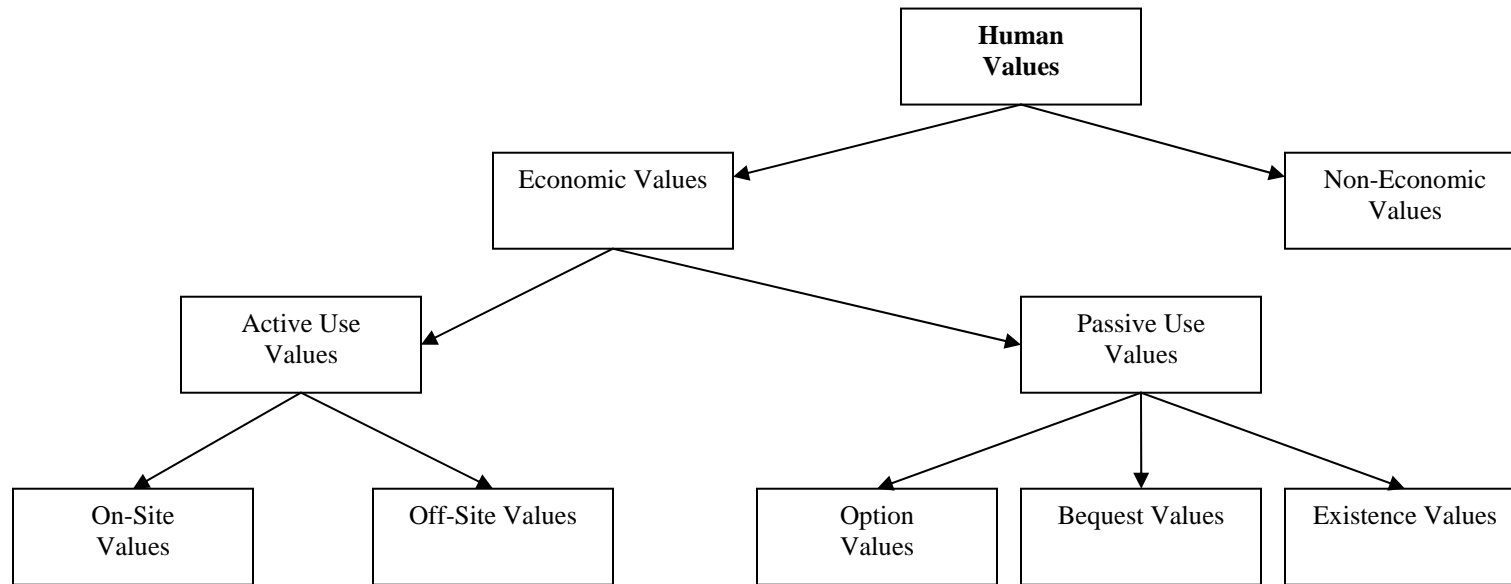 Human
Values
Economic Values
Non-Economic
Values
Active Use
Values
Passive Use
Values
On-Site
Values
Off-Site Values
Option
Values
Bequest Values
Existence Values